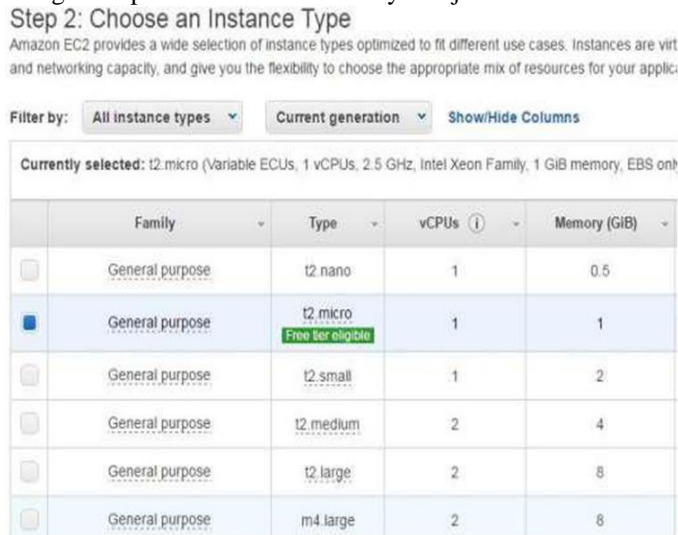 Step 2: Choose an Instance Type
Amazon EC2 provides a wide selection of instance types optimized to fit different use cases. Instances are virt
and networking capacity, and give you the flexibility to choose the appropriate mix of resources for your applic
Filter by: All instance types Current generation Show/Hide Columns
Currently selected: t2.micro (Variable ECUs, 1 vCPUs, 2.5 GHz, Intel Xeon Family, 1 GiB memory, EBS only
Family Type vCPUs i Memory (GiB)
General purpose t2.nano 1 0.5
General purpose t2.micro 1 1
Free tier eligible
General purpose t2.small 1 2
General purpose t2.medium 2 4
General purpose t2.large 2 8
General purpose m4.large 2 8